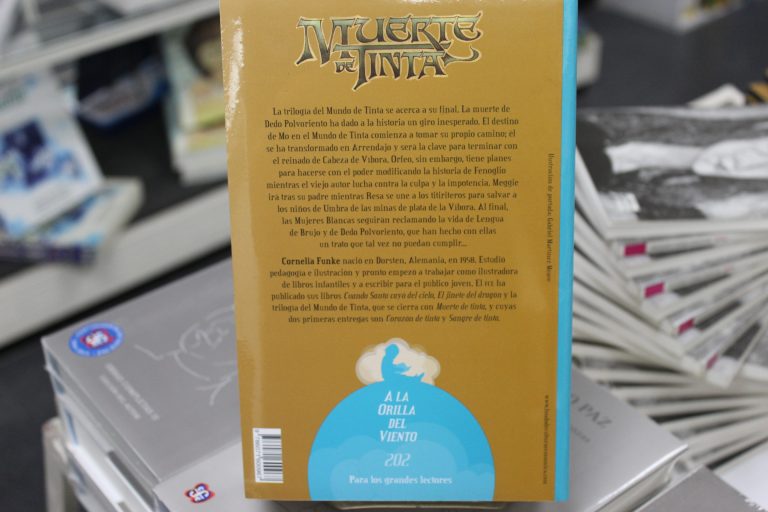 MUERTE
DE TINTA
La trilogía del Mundo de Tinta se acerca a su final. La muerte de
Dedo Polvoriento ha dado a la historia un giro inesperado. El destino
de Mo en el Mundo de Tinta comienza a tomar su propio camino; él
se ha transformado en Arrendajo y será la clave para terminar con
el reinado de Cabeza de Víbora. Orfeo, sin embargo, tiene planes
para hacerse con el poder modificando la historia de Fenoglio
mientras el viejo autor lucha contra la culpa y la impotencia. Meggie
irá tras su padre mientras Resa se une a los titiriteros para salvar a
los niños de Umbra de las minas de plata de la Víbora. Al final,
las Mujeres Blancas seguirán reclamando la vida de Lengua
de Brujo y de Dedo Polvoriento, que han hecho con ellas
un trato que tal vez no puedan cumplir...
Cornelia Funke nació en Dorsten, Alemania, en 1958. Estudió
pedagogía e ilustración y pronto empezó a trabajar como ilustradora
de libros infantiles y a escribir para el público joven. El FCE ha
publicado sus libros Cuando Santa cayó del cielo, El jinete del dragón y la
trilogía del Mundo de Tinta, que se cierra con Muerte de tinta, y cuyas
dos primeras entregas son Corazón de tinta y Sangre de tinta.
Ilustración de portada: Gabriel Martínez Meave
A LA
ORILLA
DEL
VIENTO
202
Para los grandes lectores
O PAZ